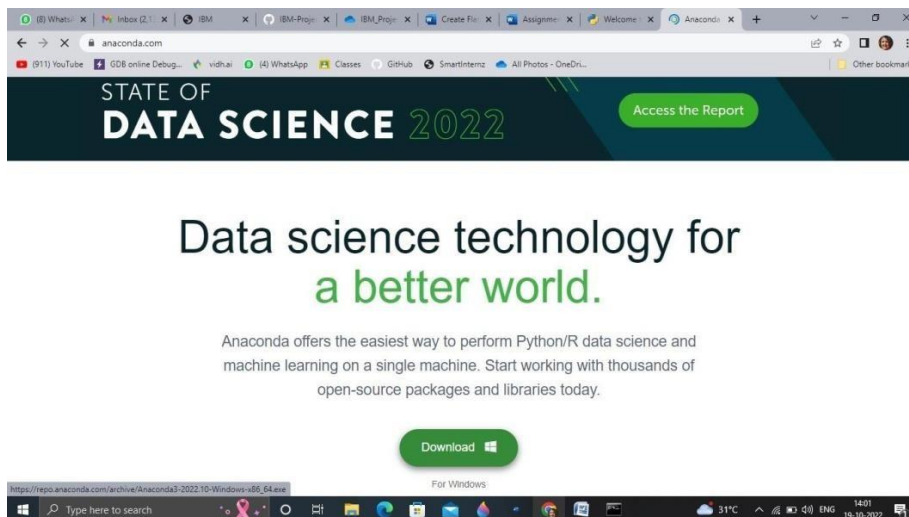 (8) WhatsA
Inbox (2,1
IBM
IBM-Proje
IBM_Proje
Create Fla
Assignme
Welcome
Anaconda
anaconda.com
(911) YouTube
GDB online Debug...
vidhai
(4) WhatsApp
Classes
GitHub
SmartInternz
All Photos - OneDri...
Other bookmark
STATE OF
DATA SCIENCE 2022
Access the Report
Data science technology for
a better world.
Anaconda offers the easiest way to perform Python/R data science and
machine learning on a single machine. Start working with thousands of
open-source packages and libraries today.
Download
For Windows
https://repo.anaconda.com/archive/Anaconda3-2022.10-Windows-x86_64.exe
Type here to search
31°C
ENG
14:01
19-10-2022